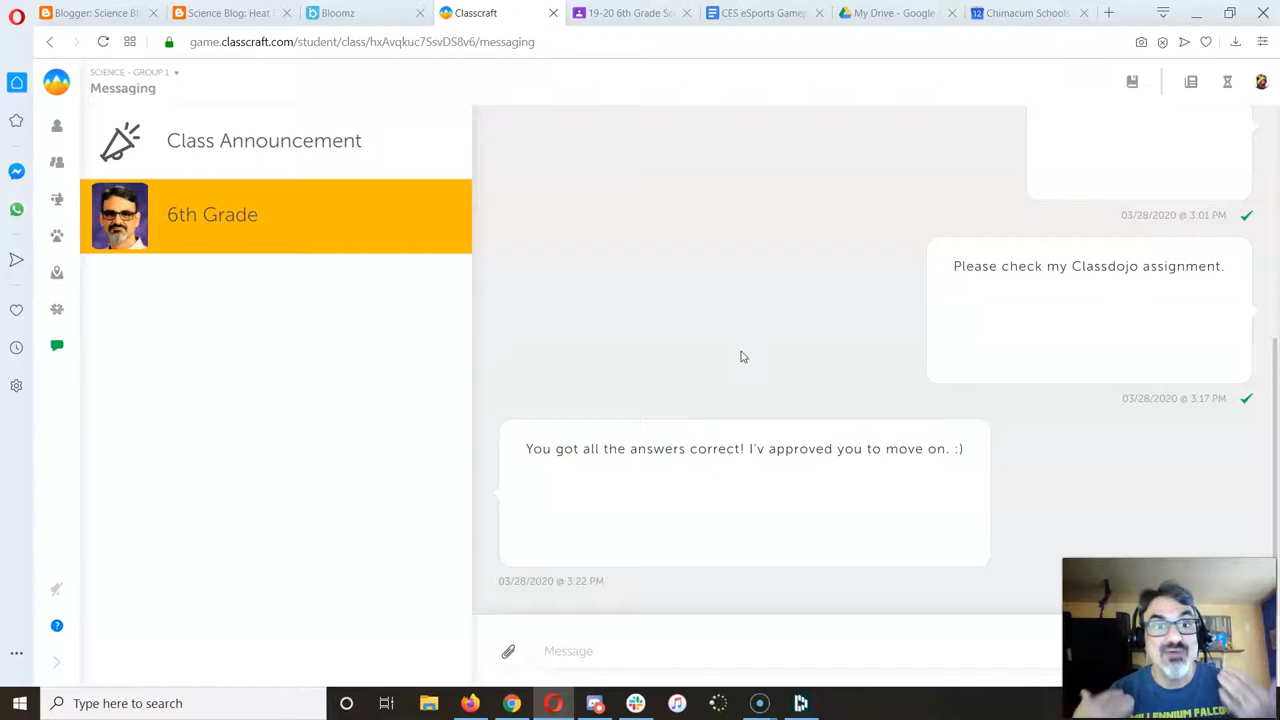 Blogger: Science Bl
Science Blog: Heat
Bloomz
Classcraft
19-20 6th Grade Sc
CES eSports Game
My Drive - Google
Chimacum Schools
game.classcraft.com/student/class/hxAvqkuc7SsvDS8v6/messaging
SCIENCE - GROUP 1
Messaging
Class Announcement
6th Grade
03/28/2020 @ 3:01 PM
Please check my Classdojo assignment.
03/28/2020 @ 3:17 PM
You got all the answers correct! I'v approved you to move on. :)
03/28/2020 @ 3:22 PM
Message
MILLENNIUM FALCO
Type here to search